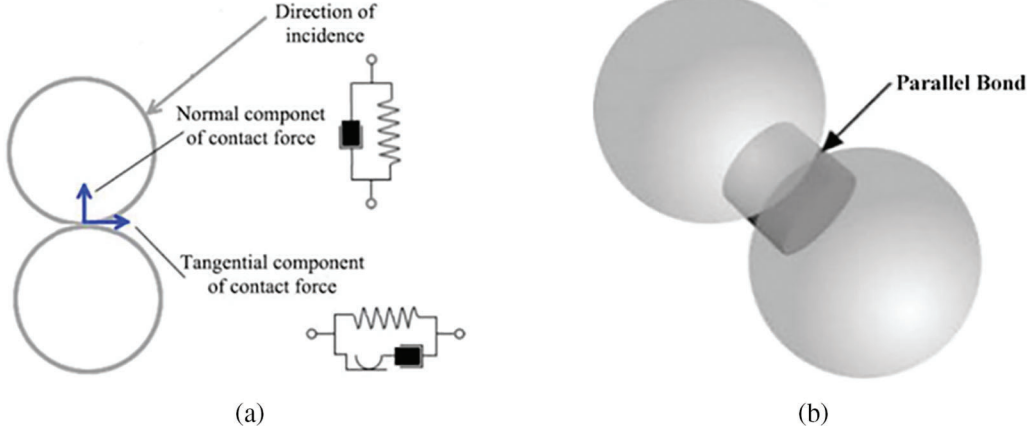 Direction of
incidence
Normal componet
of contact force
Tangential component
of contact force
Parallel Bond
(a)
(b)